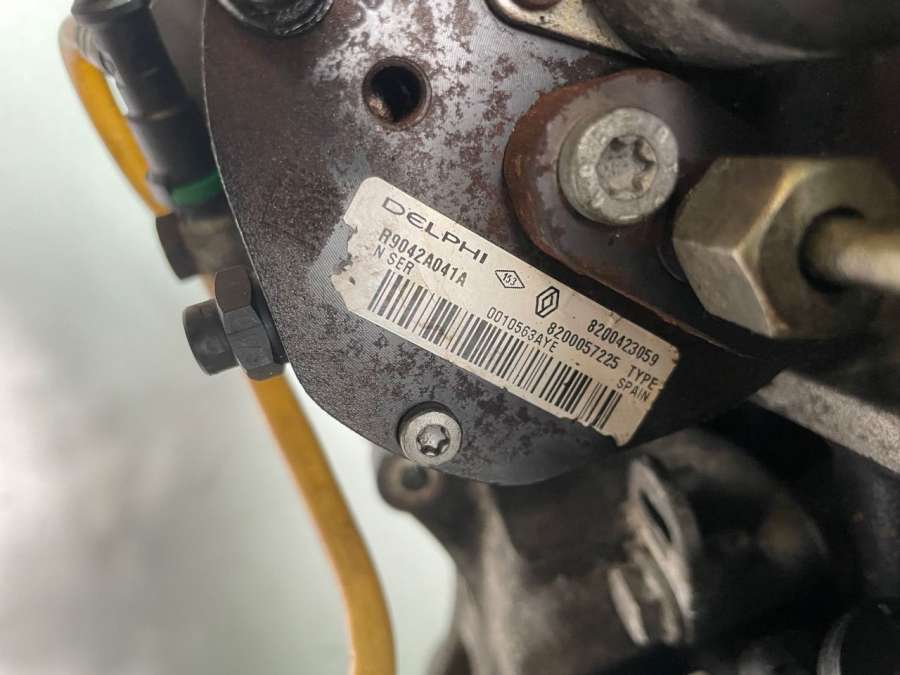 DELPHI
R9042A041A 153 8200423059
N SER 0010563AYE 8200057225 TYPE
SPAIN